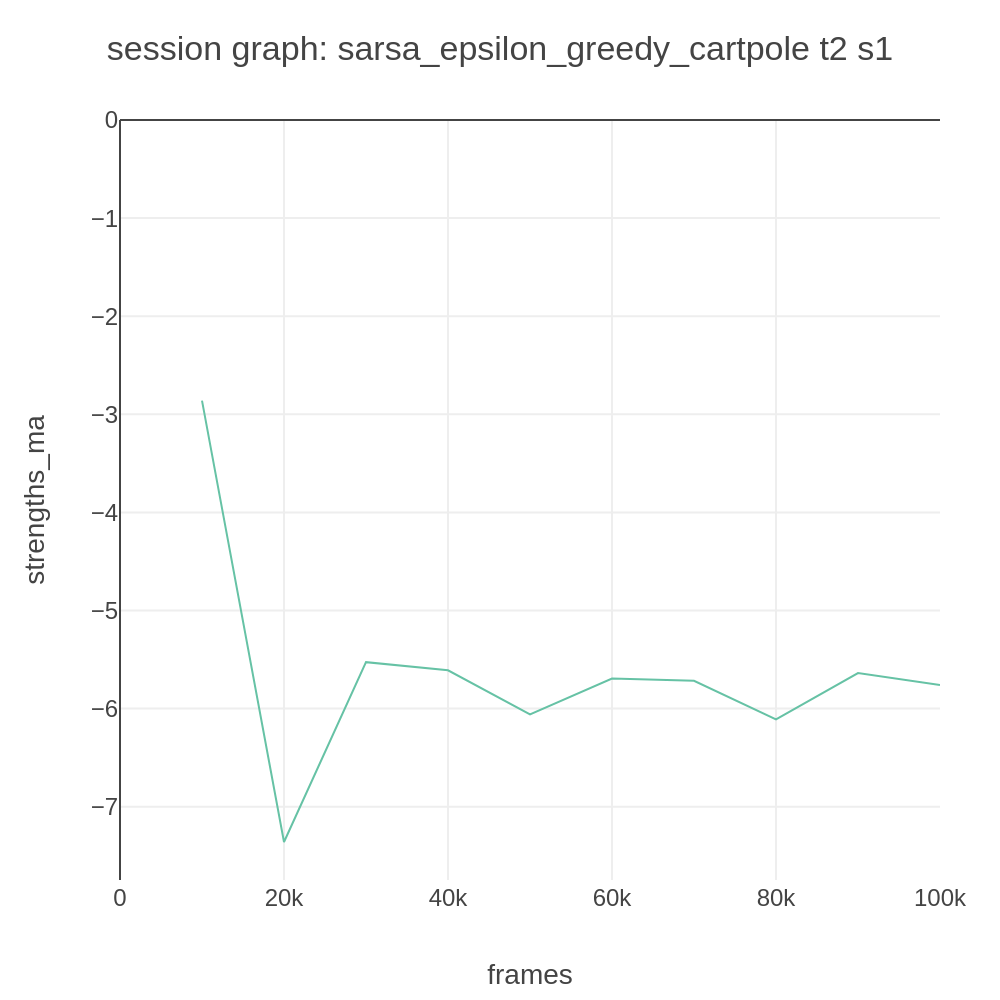 session graph: sarsa_epsilon_greedy_cartpole t2 s1
0
−1
−2
−3
−4
−5
−6
−7
strengths_ma
0 20k 40k 60k 80k 100k
frames